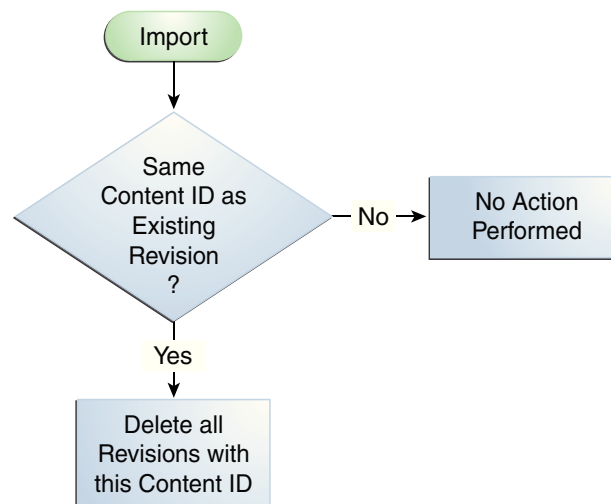 Import
Same
Content ID as
Existing
Revision
?
No
No Action
Performed
Yes
Delete all
Revisions with
this Content ID